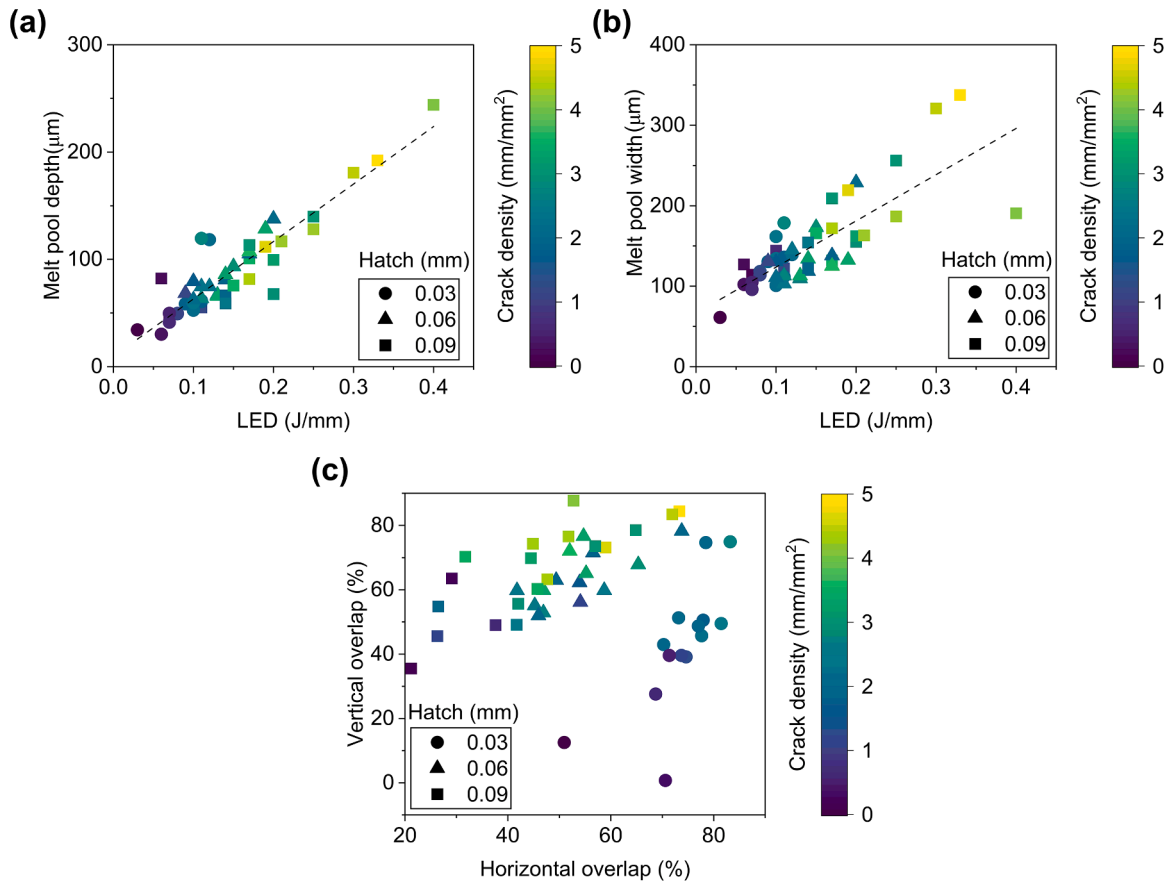 (a)
300
200
100
0
Melt pool depth(μm)
0.0 0.1 0.2 0.3 0.4
LED (J/mm)
Hatch (mm)
0.03
0.06
0.09
5
4
3
2
1
0
Crack density (mm/mm²)
(b)
400
300
200
100
0
Melt pool width(μm)
0.0 0.1 0.2 0.3 0.4
LED (J/mm)
Hatch (mm)
0.03
0.06
0.09
5
4
3
2
1
0
Crack density (mm/mm²)
(c)
80
60
40
20
0
Vertical overlap (%)
20 40 60 80
Horizontal overlap (%)
Hatch (mm)
0.03
0.06
0.09
5
4
3
2
1
0
Crack density (mm/mm²)